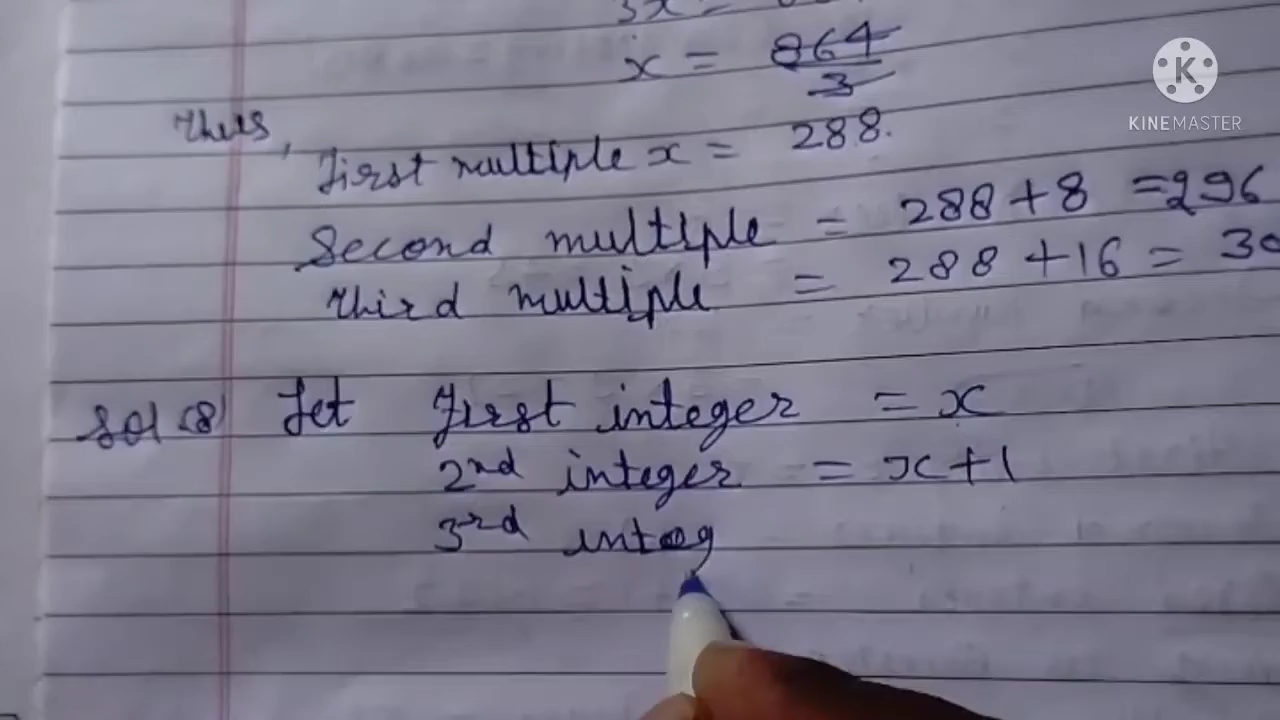 3x =
x = 864
3
KINEMASTER
Thus, First multiple x = 288.
Second multiple = 288 + 8 = 296
third multiple = 288 + 16 = 30
Sol (8) Let First integer = x
2nd integer = x + 1
3rd integ